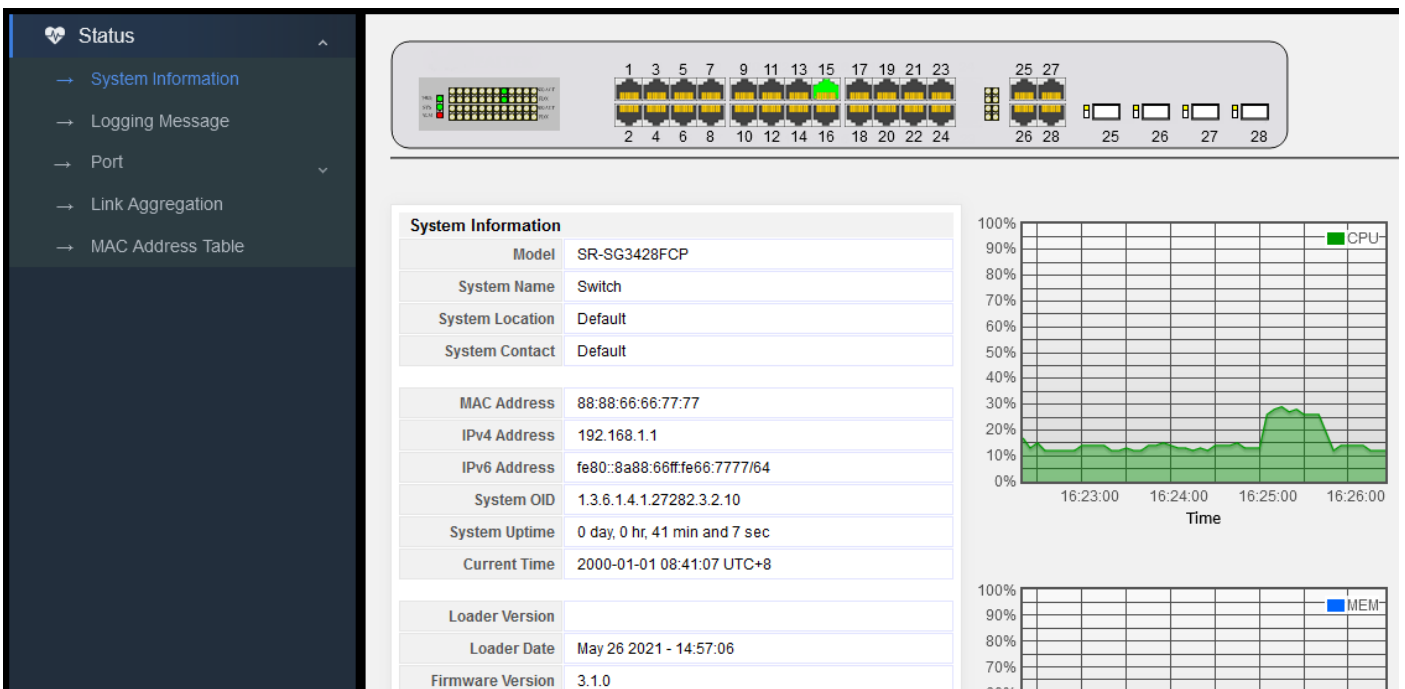 Status
System Information
Logging Message
Port
Link Aggregation
MAC Address Table
1 3 5 7 9 11 13 15 17 19 21 23 25 27
2 4 6 8 10 12 14 16 18 20 22 24 26 28 25 26 27 28
System Information
Model SR-SG3428FCP
System Name Switch
System Location Default
System Contact Default
MAC Address 88:88:66:66:77:77
IPv4 Address 192.168.1.1
IPv6 Address fe80::8a88:66ff:fe66:7777/64
System OID 1.3.6.1.4.1.27282.3.2.10
System Uptime 0 day, 0 hr, 41 min and 7 sec
Current Time 2000-01-01 08:41:07 UTC+8
Loader Version
Loader Date May 26 2021 - 14:57:06
Firmware Version 3.1.0
100%
CPU
90%
80%
70%
60%
50%
40%
30%
20%
10%
0%
16:23:00 16:24:00 16:25:00 16:26:00
Time
100%
MEM
90%
80%
70%